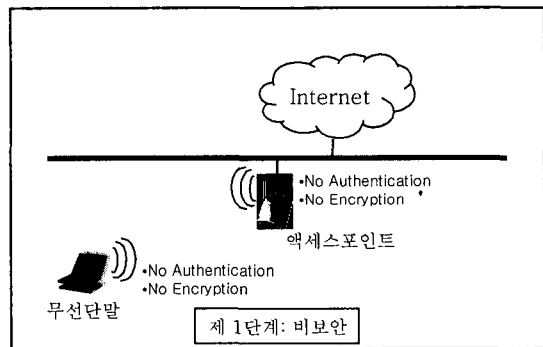 Internet
•No Authentication
•No Encryption
액세스포인트
•No Authentication
•No Encryption
무선단말
제 1단계: 비보안